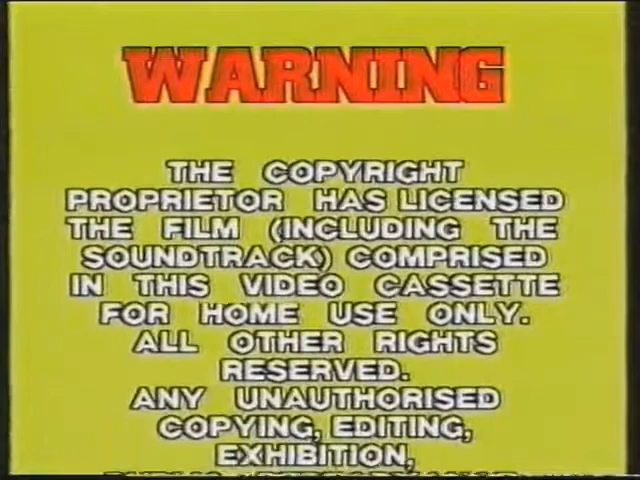 WARNING
THE COPYRIGHT
PROPRIETOR HAS LICENSED
THE FILM (INCLUDING THE
SOUNDTRACK) COMPRISED
IN THIS VIDEO CASSETTE
FOR HOME USE ONLY.
ALL OTHER RIGHTS
RESERVED.
ANY UNAUTHORISED
COPYING, EDITING,
EXHIBITION,